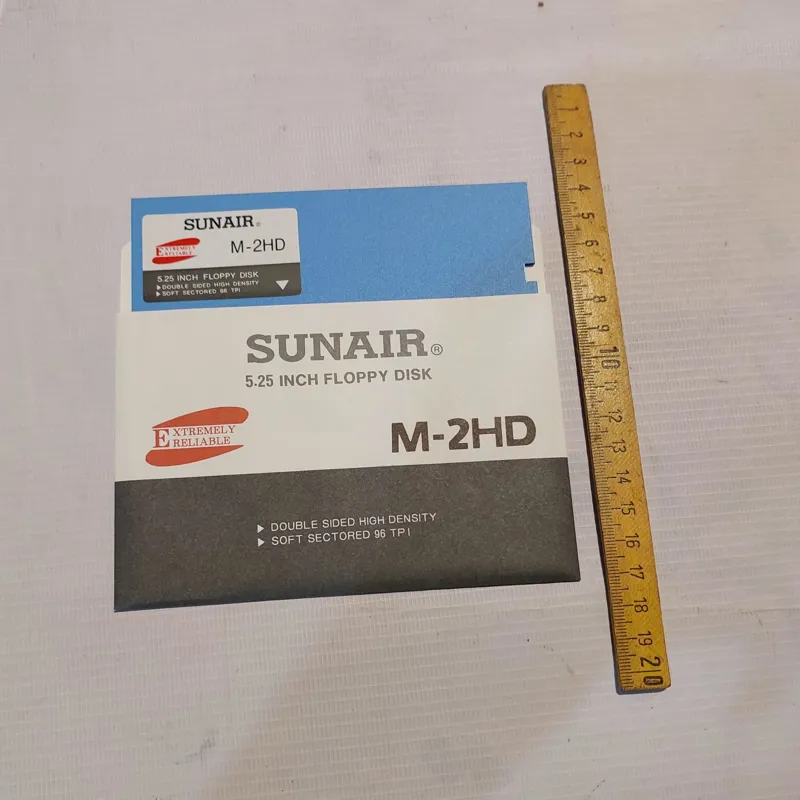 SUNAIR®
EXTREMELY
RELIABLE
M-2HD
5.25 INCH FLOPPY DISK
▶ DOUBLE SIDED HIGH DENSITY
▶ SOFT SECTORED 96 TPI
SUNAIR®
5.25 INCH FLOPPY DISK
EXTREMELY
RELIABLE
M-2HD
▶ DOUBLE SIDED HIGH DENSITY
▶ SOFT SECTORED 96 TPI
1
2
3
4
5
6
7
8
9
10
11
12
13
14
15
16
17
18
19
20